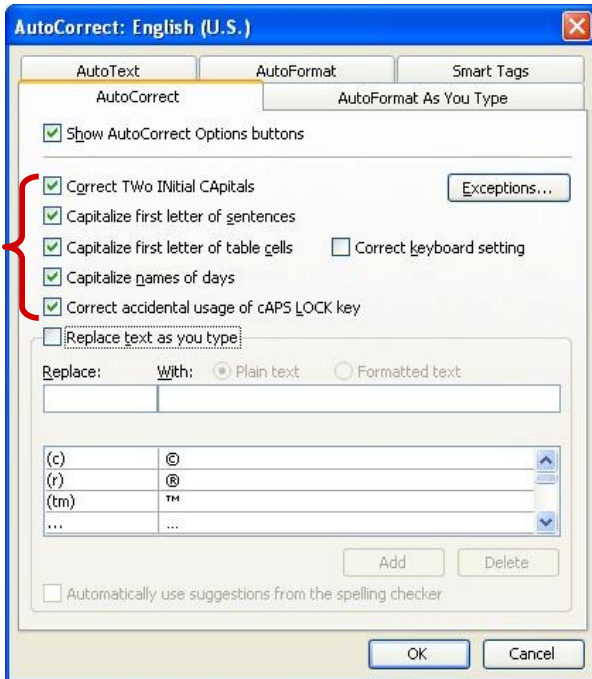 AutoCorrect: English (U.S.)
AutoText AutoFormat Smart Tags
AutoCorrect AutoFormat As You Type
Show AutoCorrect Options buttons
Correct TWo INitial CApitals Exceptions...
Capitalize first letter of sentences
Capitalize first letter of table cells Correct keyboard setting
Capitalize names of days
Correct accidental usage of cAPS LOCK key
Replace text as you type
Replace: With: Plain text Formatted text
(c) ©
(r) ®
(tm) ™
... ...
Add Delete
Automatically use suggestions from the spelling checker
OK Cancel